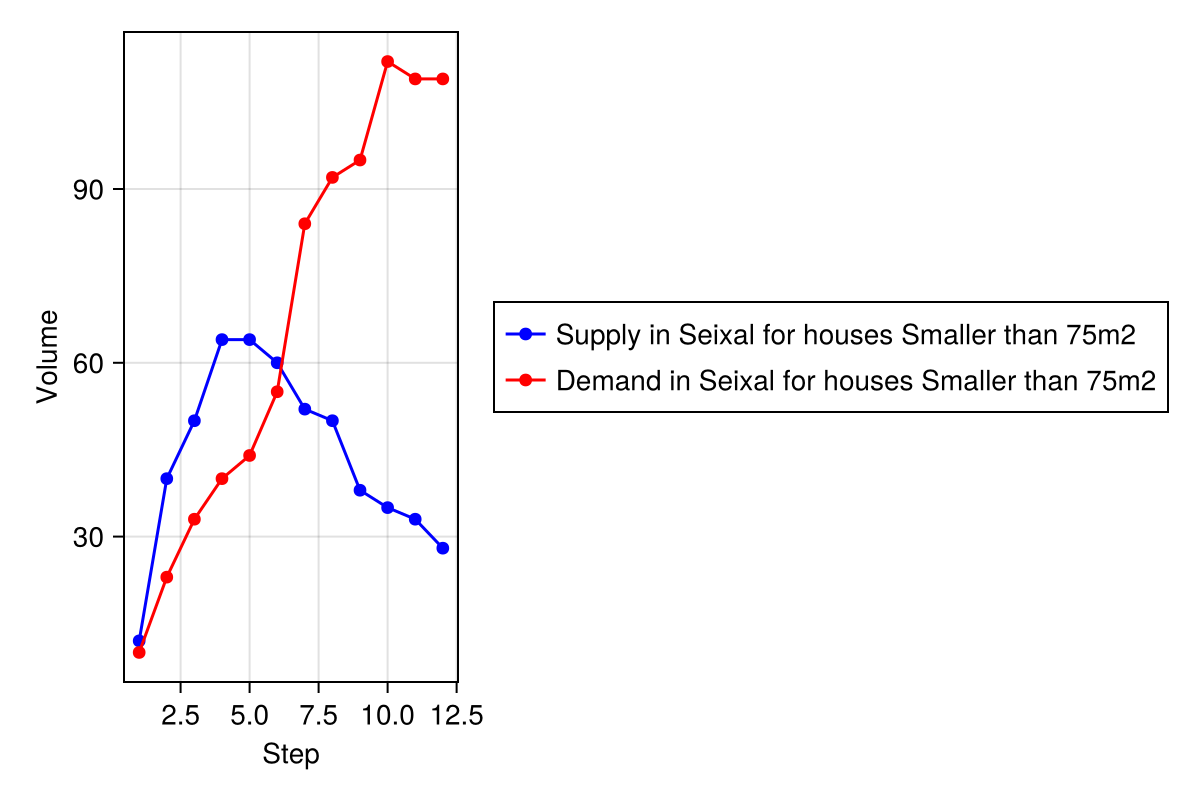 90
60
30
Volume
2.5 5.0 7.5 10.0 12.5
Step
Supply in Seixal for houses Smaller than 75m2
Demand in Seixal for houses Smaller than 75m2